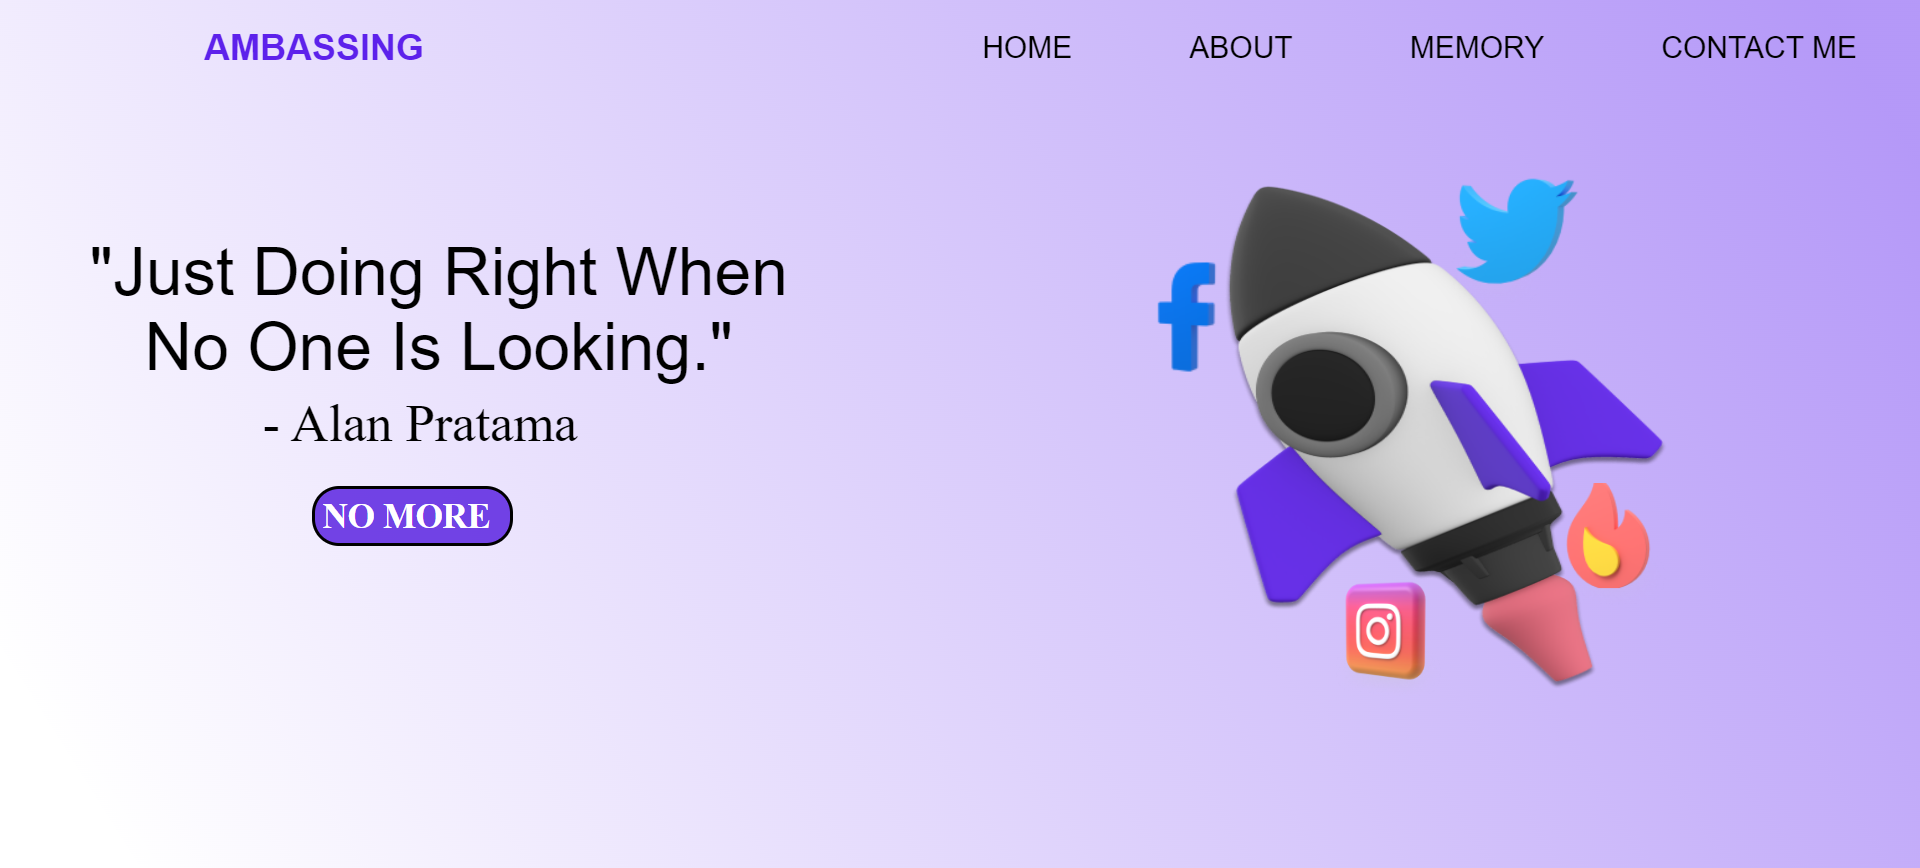 AMBASSING
HOME ABOUT MEMORY CONTACT ME
"Just Doing Right When
No One Is Looking."
- Alan Pratama
NO MORE